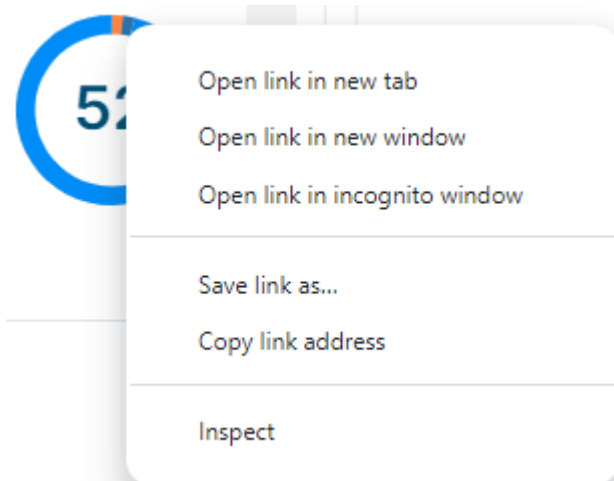 52
Open link in new tab
Open link in new window
Open link in incognito window
Save link as...
Copy link address
Inspect